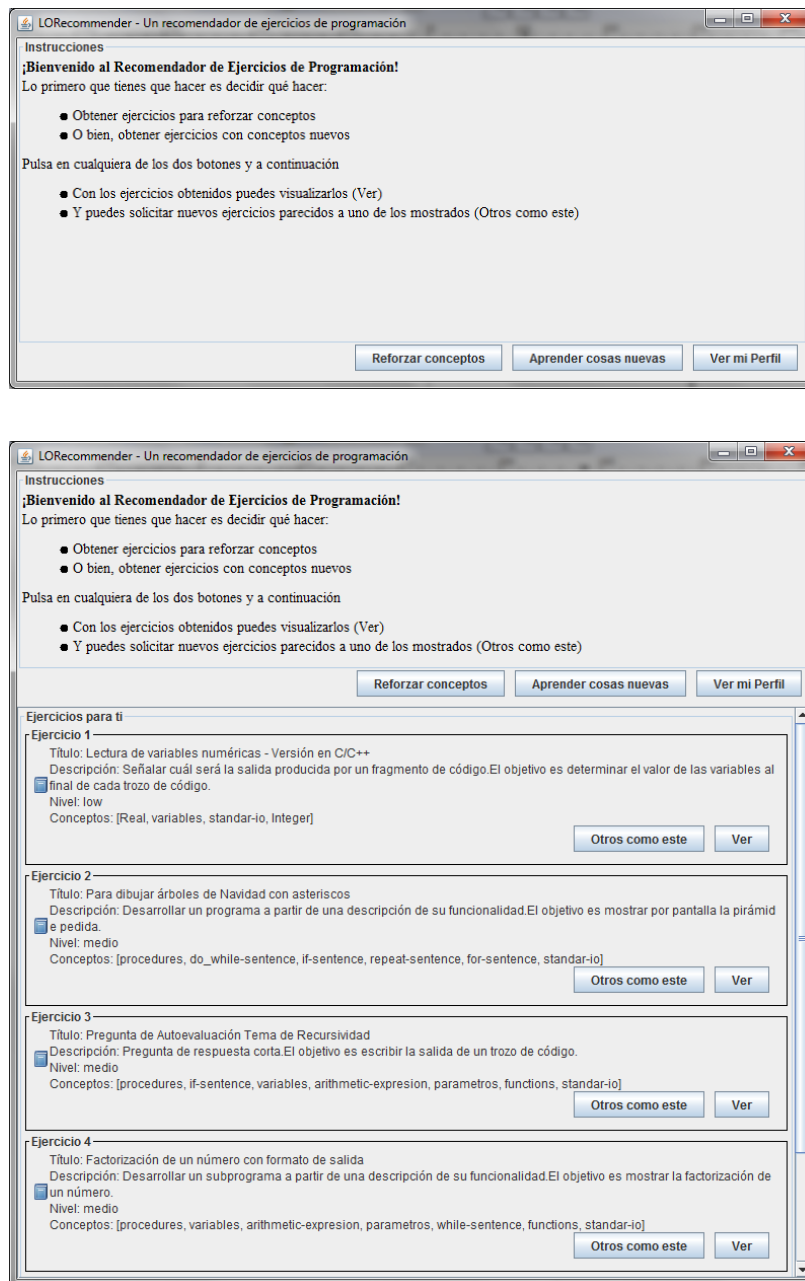 LORecommender - Un recomendador de ejercicios de programación
Instrucciones
¡Bienvenido al Recomendador de Ejercicios de Programación!
Lo primero que tienes que hacer es decidir qué hacer:
Obtener ejercicios para reforzar conceptos
O bien, obtener ejercicios con conceptos nuevos
Pulsa en cualquiera de los dos botones y a continuación
Con los ejercicios obtenidos puedes visualizarlos (Ver)
Y puedes solicitar nuevos ejercicios parecidos a uno de los mostrados (Otros como este)
Reforzar conceptos Aprender cosas nuevas Ver mi Perfil
LORecommender - Un recomendador de ejercicios de programación
Instrucciones
¡Bienvenido al Recomendador de Ejercicios de Programación!
Lo primero que tienes que hacer es decidir qué hacer:
Obtener ejercicios para reforzar conceptos
O bien, obtener ejercicios con conceptos nuevos
Pulsa en cualquiera de los dos botones y a continuación
Con los ejercicios obtenidos puedes visualizarlos (Ver)
Y puedes solicitar nuevos ejercicios parecidos a uno de los mostrados (Otros como este)
Reforzar conceptos Aprender cosas nuevas Ver mi Perfil
Ejercicios para ti
Ejercicio 1
Título: Lectura de variables numéricas - Versión en C/C++
Descripción: Señalar cuál será la salida producida por un fragmento de código.El objetivo es determinar el valor de las variables al
final de cada trozo de código.
Nivel: low
Conceptos: [Real, variables, standar-io, Integer]
Otros como este Ver
Ejercicio 2
Título: Para dibujar árboles de Navidad con asteriscos
Descripción: Desarrollar un programa a partir de una descripción de su funcionalidad.El objetivo es mostrar por pantalla la pirámid
e pedida.
Nivel: medio
Conceptos: [procedures, do_while-sentence, if-sentence, repeat-sentence, for-sentence, standar-io]
Otros como este Ver
Ejercicio 3
Título: Pregunta de Autoevaluación Tema de Recursividad
Descripción: Pregunta de respuesta corta.El objetivo es escribir la salida de un trozo de código.
Nivel: medio
Conceptos: [procedures, if-sentence, variables, arithmetic-expresion, parametros, functions, standar-io]
Otros como este Ver
Ejercicio 4
Título: Factorización de un número con formato de salida
Descripción: Desarrollar un subprograma a partir de una descripción de su funcionalidad.El objetivo es mostrar la factorización de
un número.
Nivel: medio
Conceptos: [procedures, variables, arithmetic-expresion, parametros, while-sentence, functions, standar-io]
Otros como este Ver